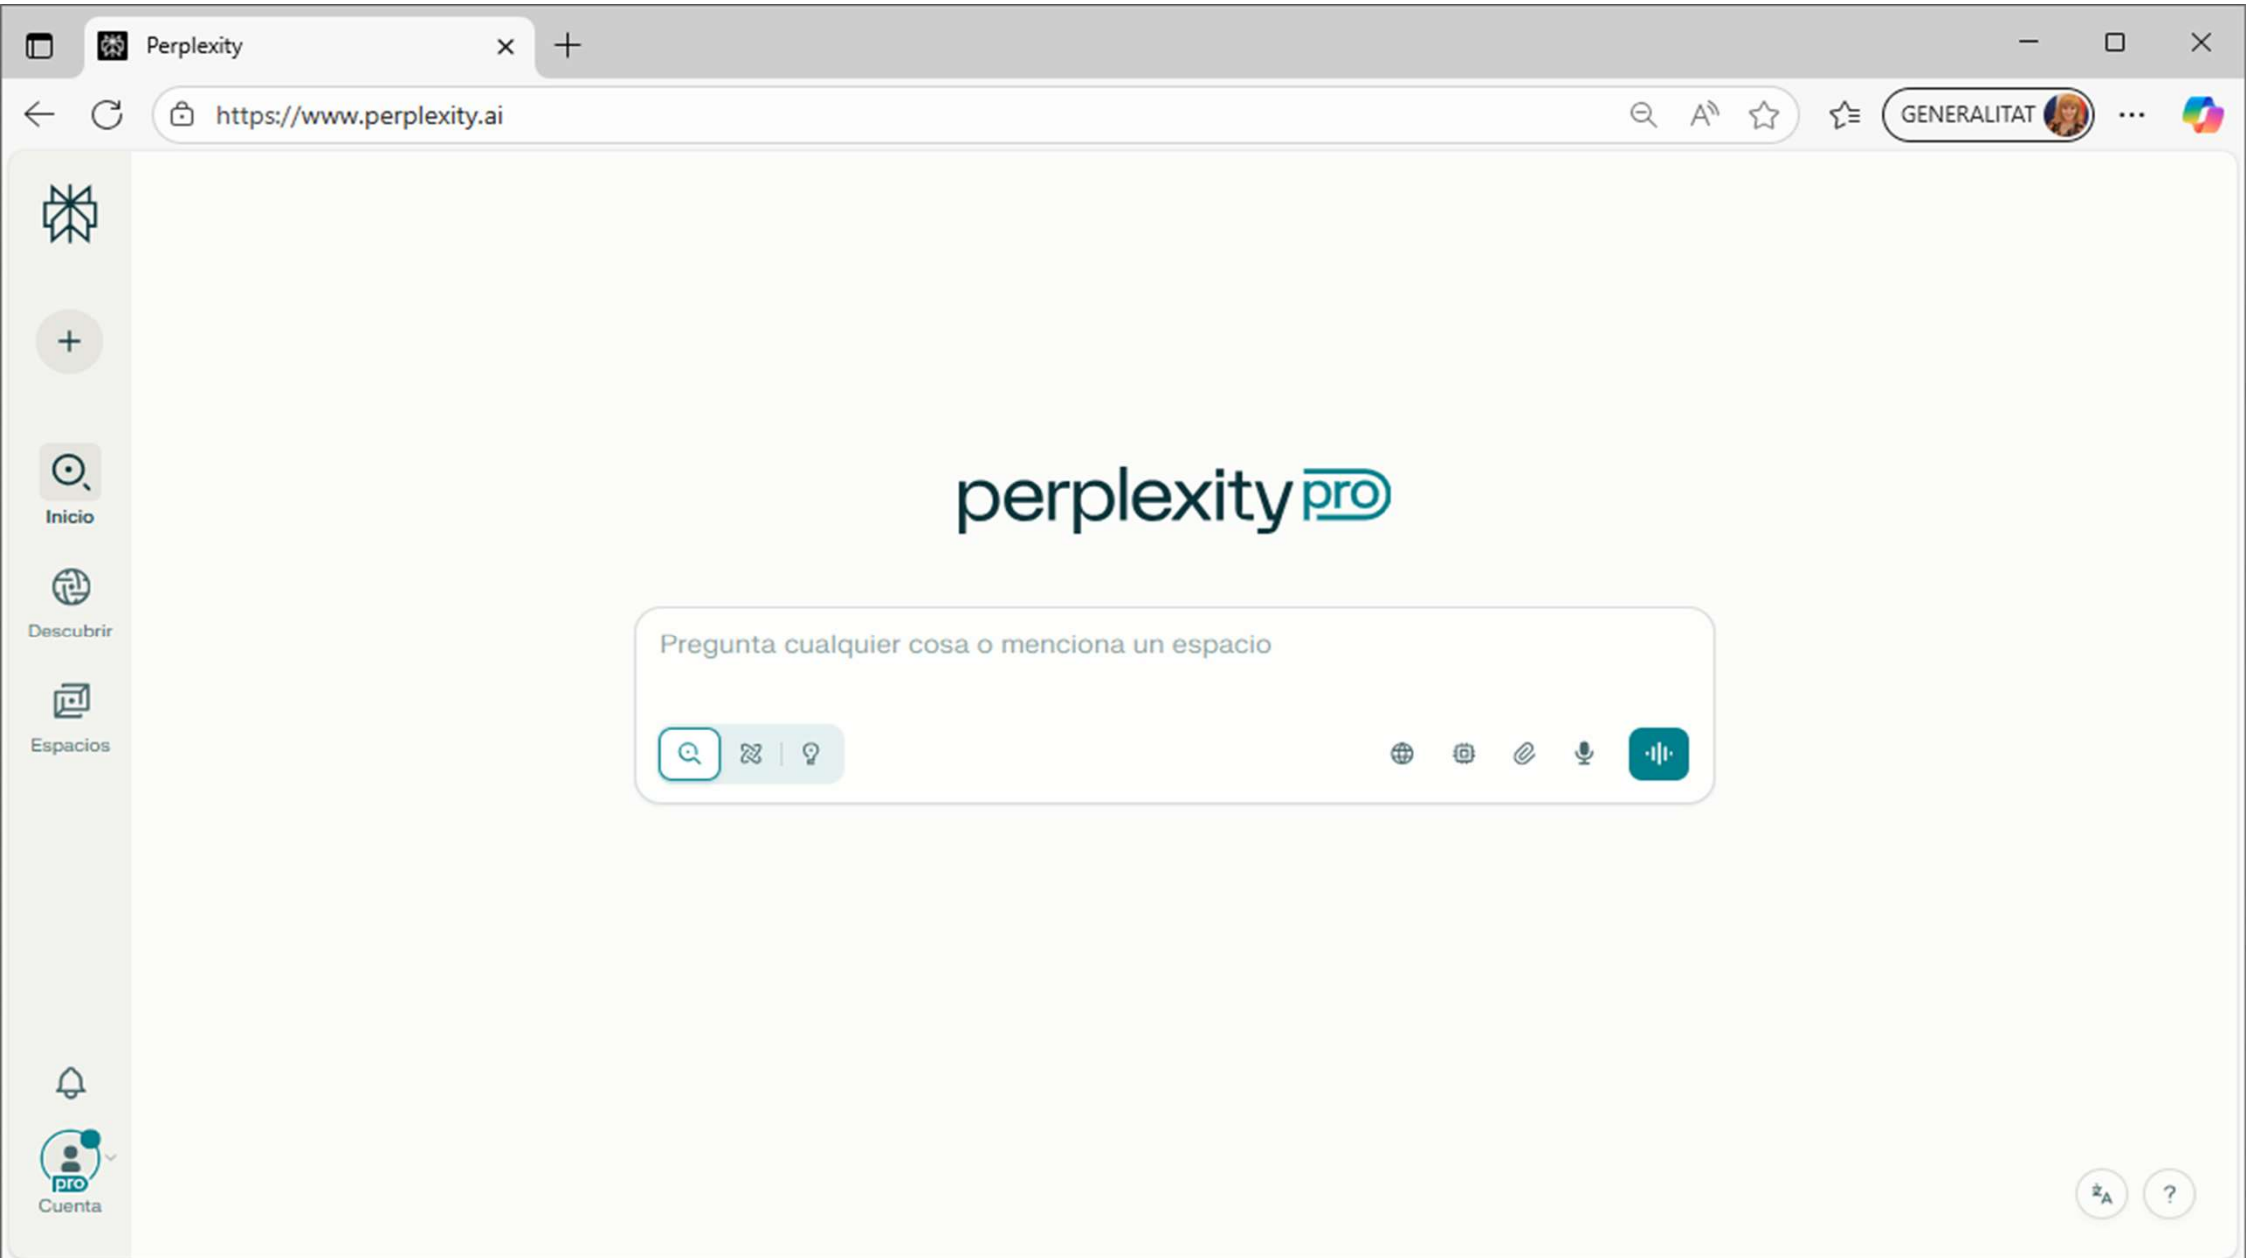 Perplexity
https://www.perplexity.ai
GENERALITAT
Inicio
Descubrir
Espacios
perplexity pro
Pregunta cualquier cosa o menciona un espacio
pro
Cuenta
?